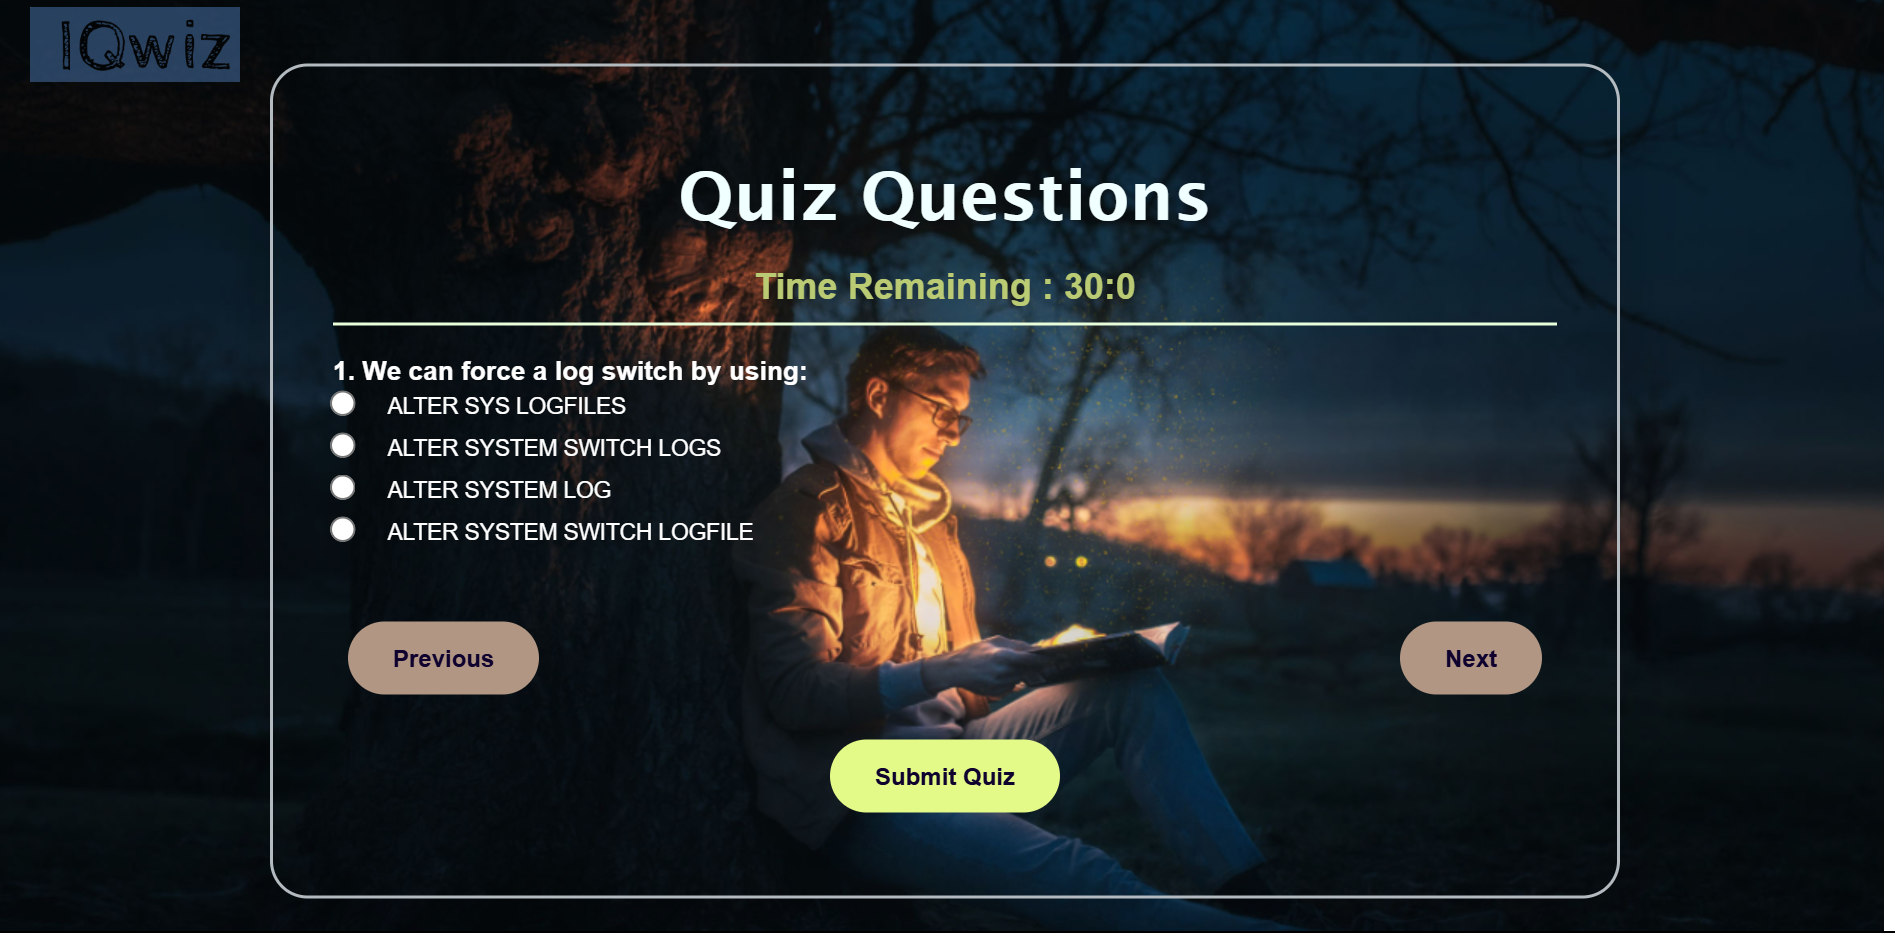 IQwiz
Quiz Questions
Time Remaining : 30:0
1. We can force a log switch by using:
ALTER SYS LOGFILES
ALTER SYSTEM SWITCH LOGS
ALTER SYSTEM LOG
ALTER SYSTEM SWITCH LOGFILE
Previous
Next
Submit Quiz